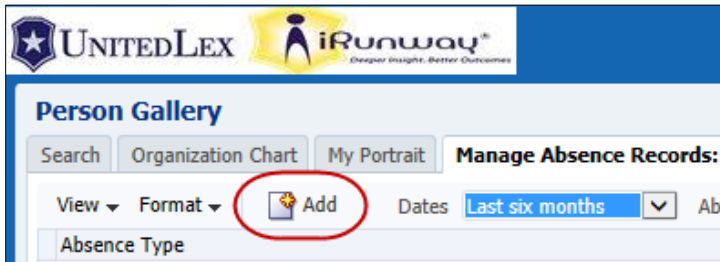 UNITEDLEX iRunway®
Deeper Insight. Better Outcomes
Person Gallery
Search Organization Chart My Portrait Manage Absence Records:
View Format Add Dates Last six months Ab
Absence Type